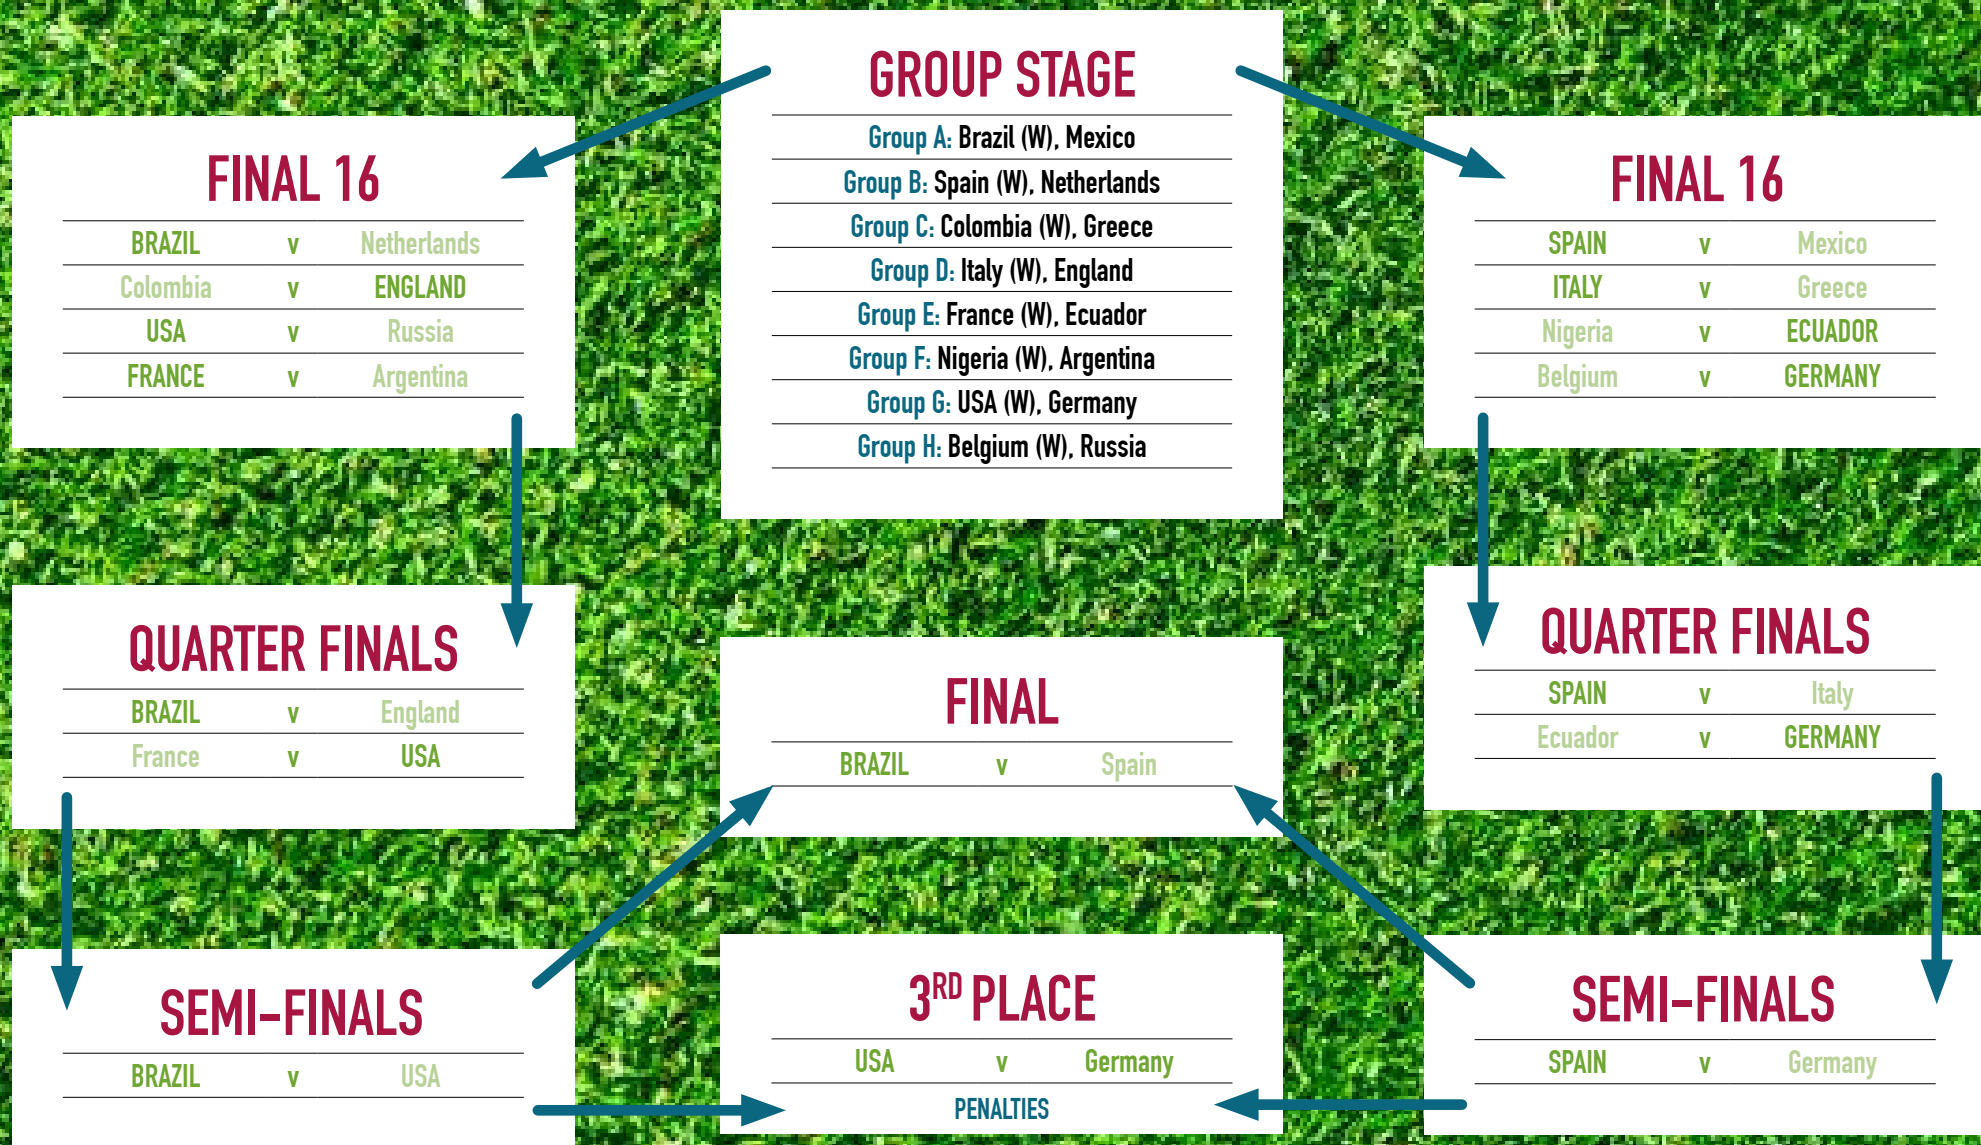 GROUP STAGE
Group A: Brazil (W), Mexico
Group B: Spain (W), Netherlands
Group C: Colombia (W), Greece
Group D: Italy (W), England
Group E: France (W), Ecuador
Group F: Nigeria (W), Argentina
Group G: USA (W), Germany
Group H: Belgium (W), Russia
FINAL 16
BRAZIL v Netherlands
Colombia v ENGLAND
USA v Russia
FRANCE v Argentina
FINAL 16
SPAIN v Mexico
ITALY v Greece
Nigeria v ECUADOR
Belgium v GERMANY
QUARTER FINALS
BRAZIL v England
France v USA
QUARTER FINALS
SPAIN v Italy
Ecuador v GERMANY
FINAL
BRAZIL v Spain
SEMI-FINALS
BRAZIL v USA
3RD PLACE
USA v Germany
PENALTIES
SEMI-FINALS
SPAIN v Germany